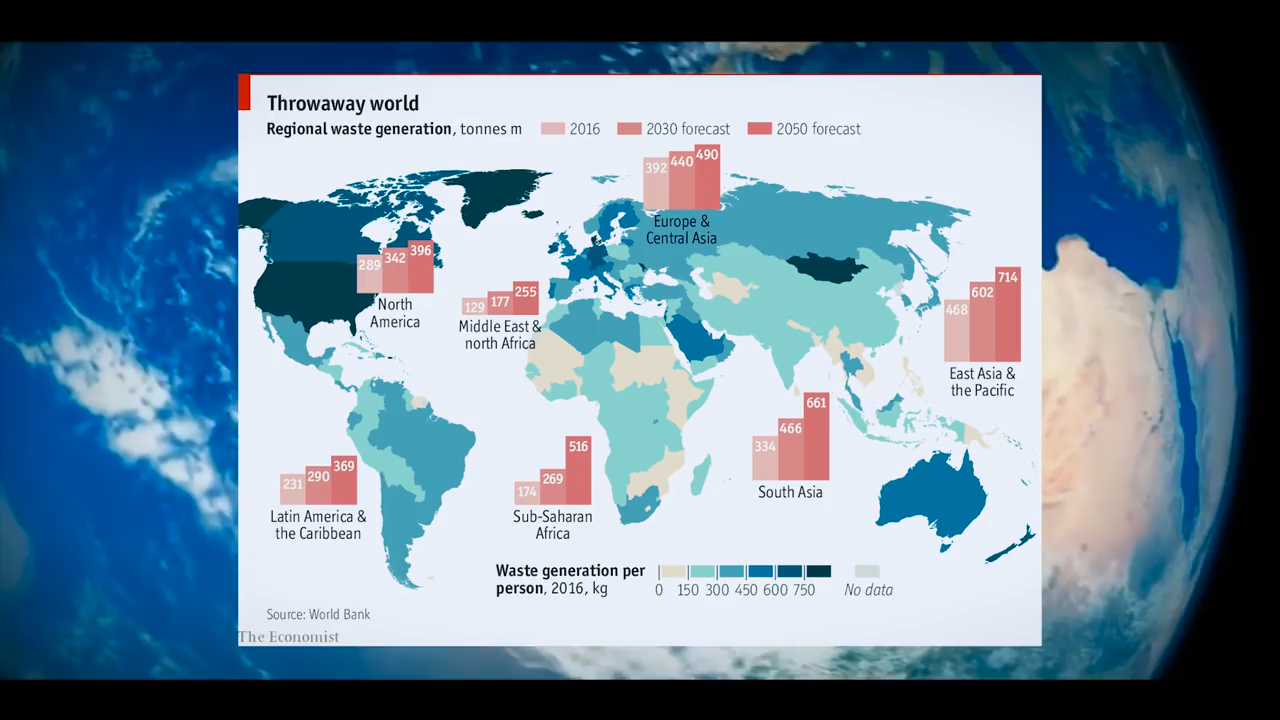 Throwaway world
Regional waste generation, tonnes m
2016
2030 forecast
2050 forecast
392 440 490
Europe &
Central Asia
289 342 396
North
America
129 177 255
Middle East &
north Africa
468 602 714
East Asia &
the Pacific
334 466 661
South Asia
231 290 369
Latin America &
the Caribbean
174 269 516
Sub-Saharan
Africa
Waste generation per
person, 2016, kg
0 150 300 450 600 750
No data
Source: World Bank
The Economist